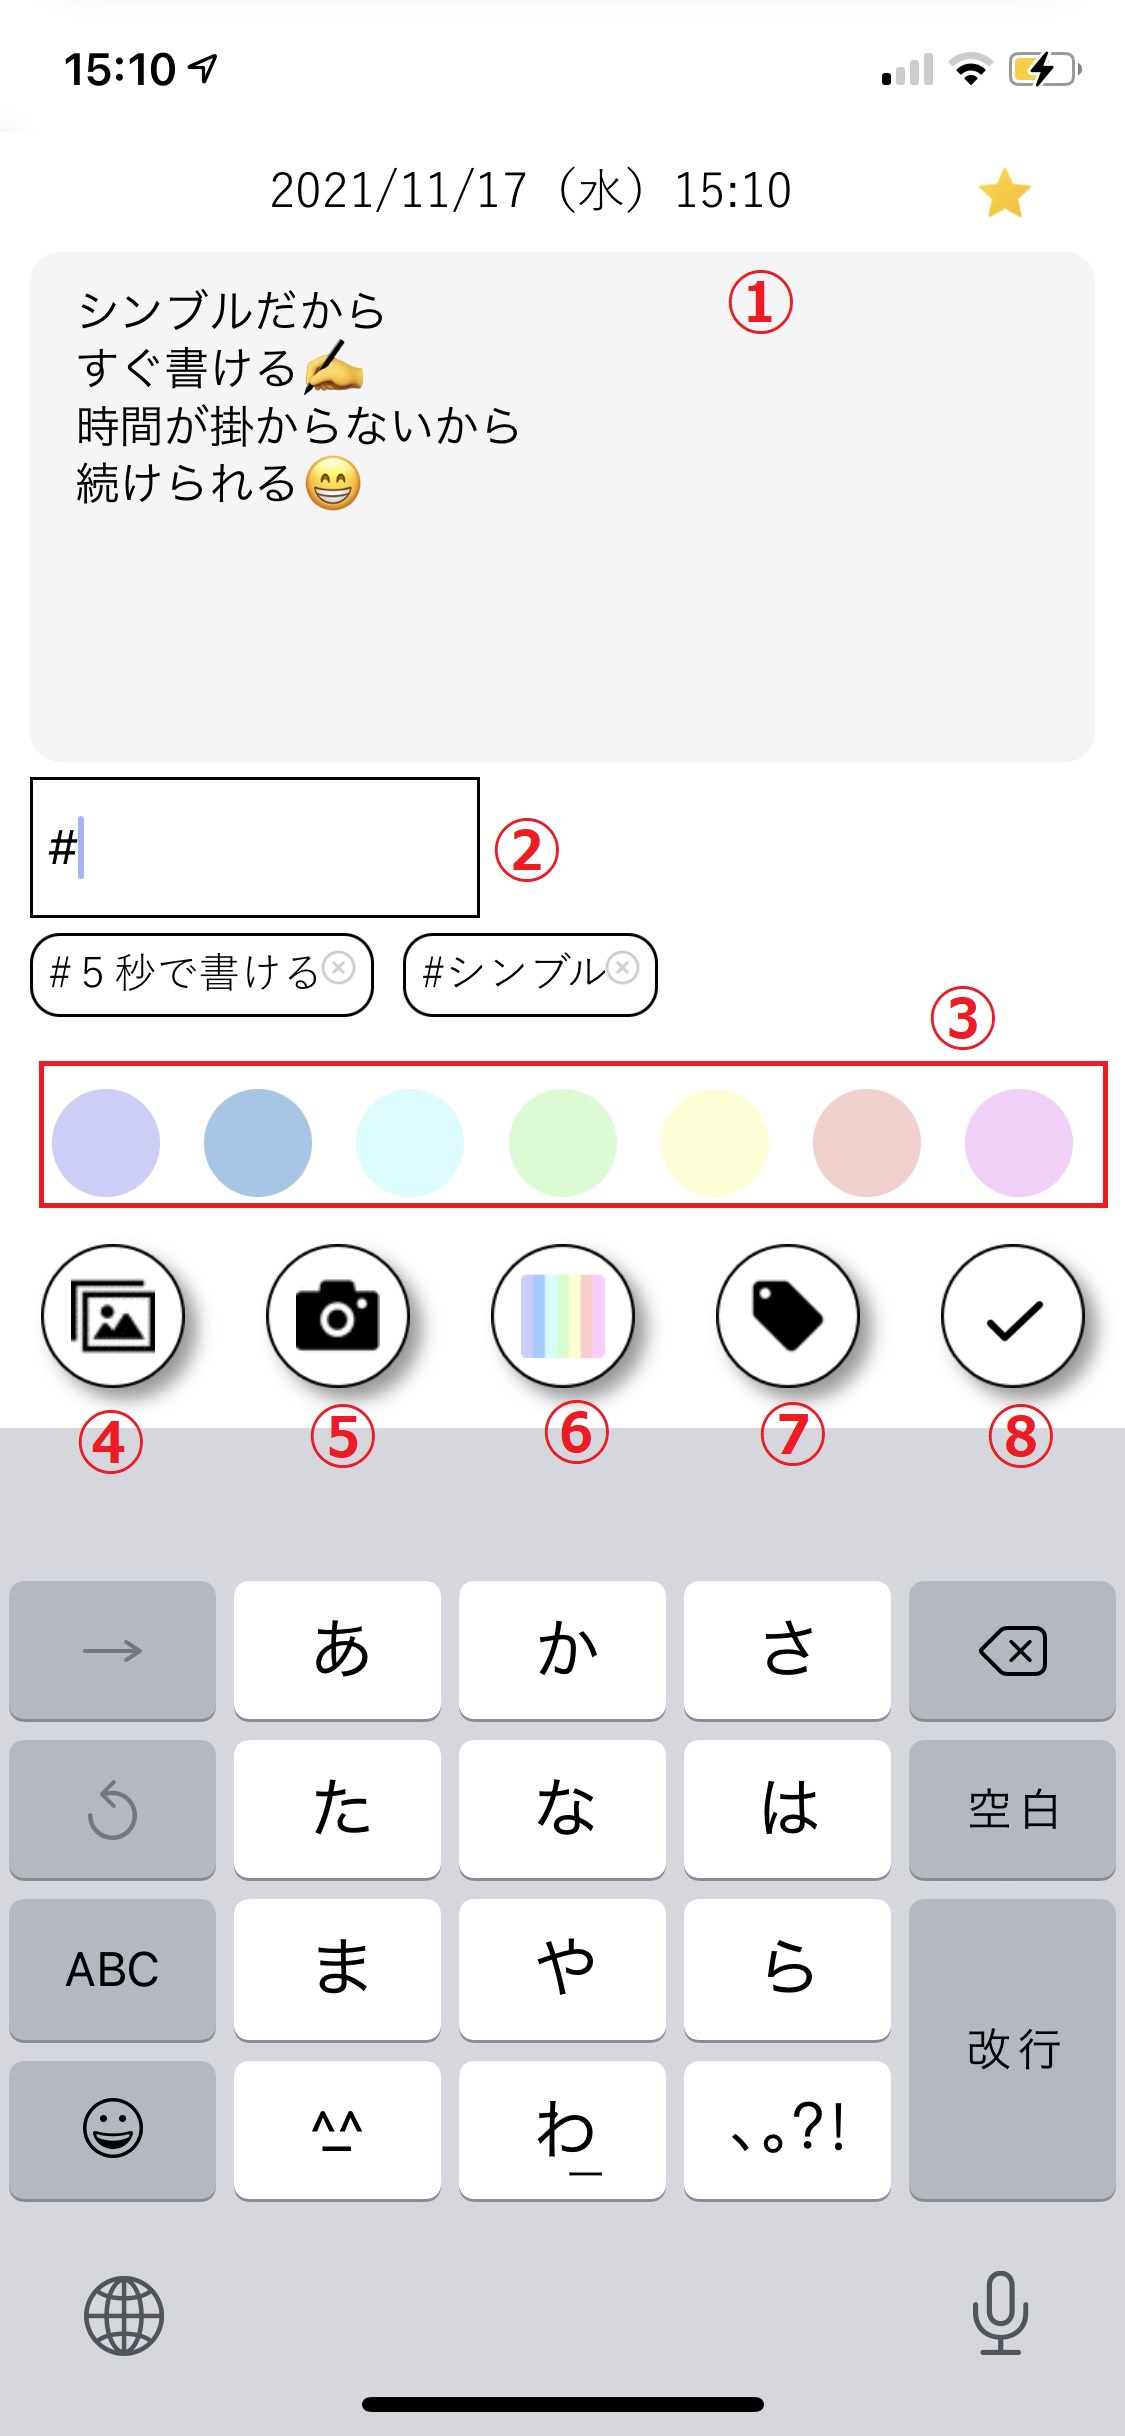 15:10
2021/11/17（水）15:10
①
シンブルだから
すぐ書ける✍
時間が掛からないから
続けられる😁
#
②
#５秒で書ける
#シンブル
③
④ ⑤ ⑥ ⑦ ⑧
→ あ か さ
た な は 空白
ABC ま や ら
改行
^_^ わ_ 、。?!